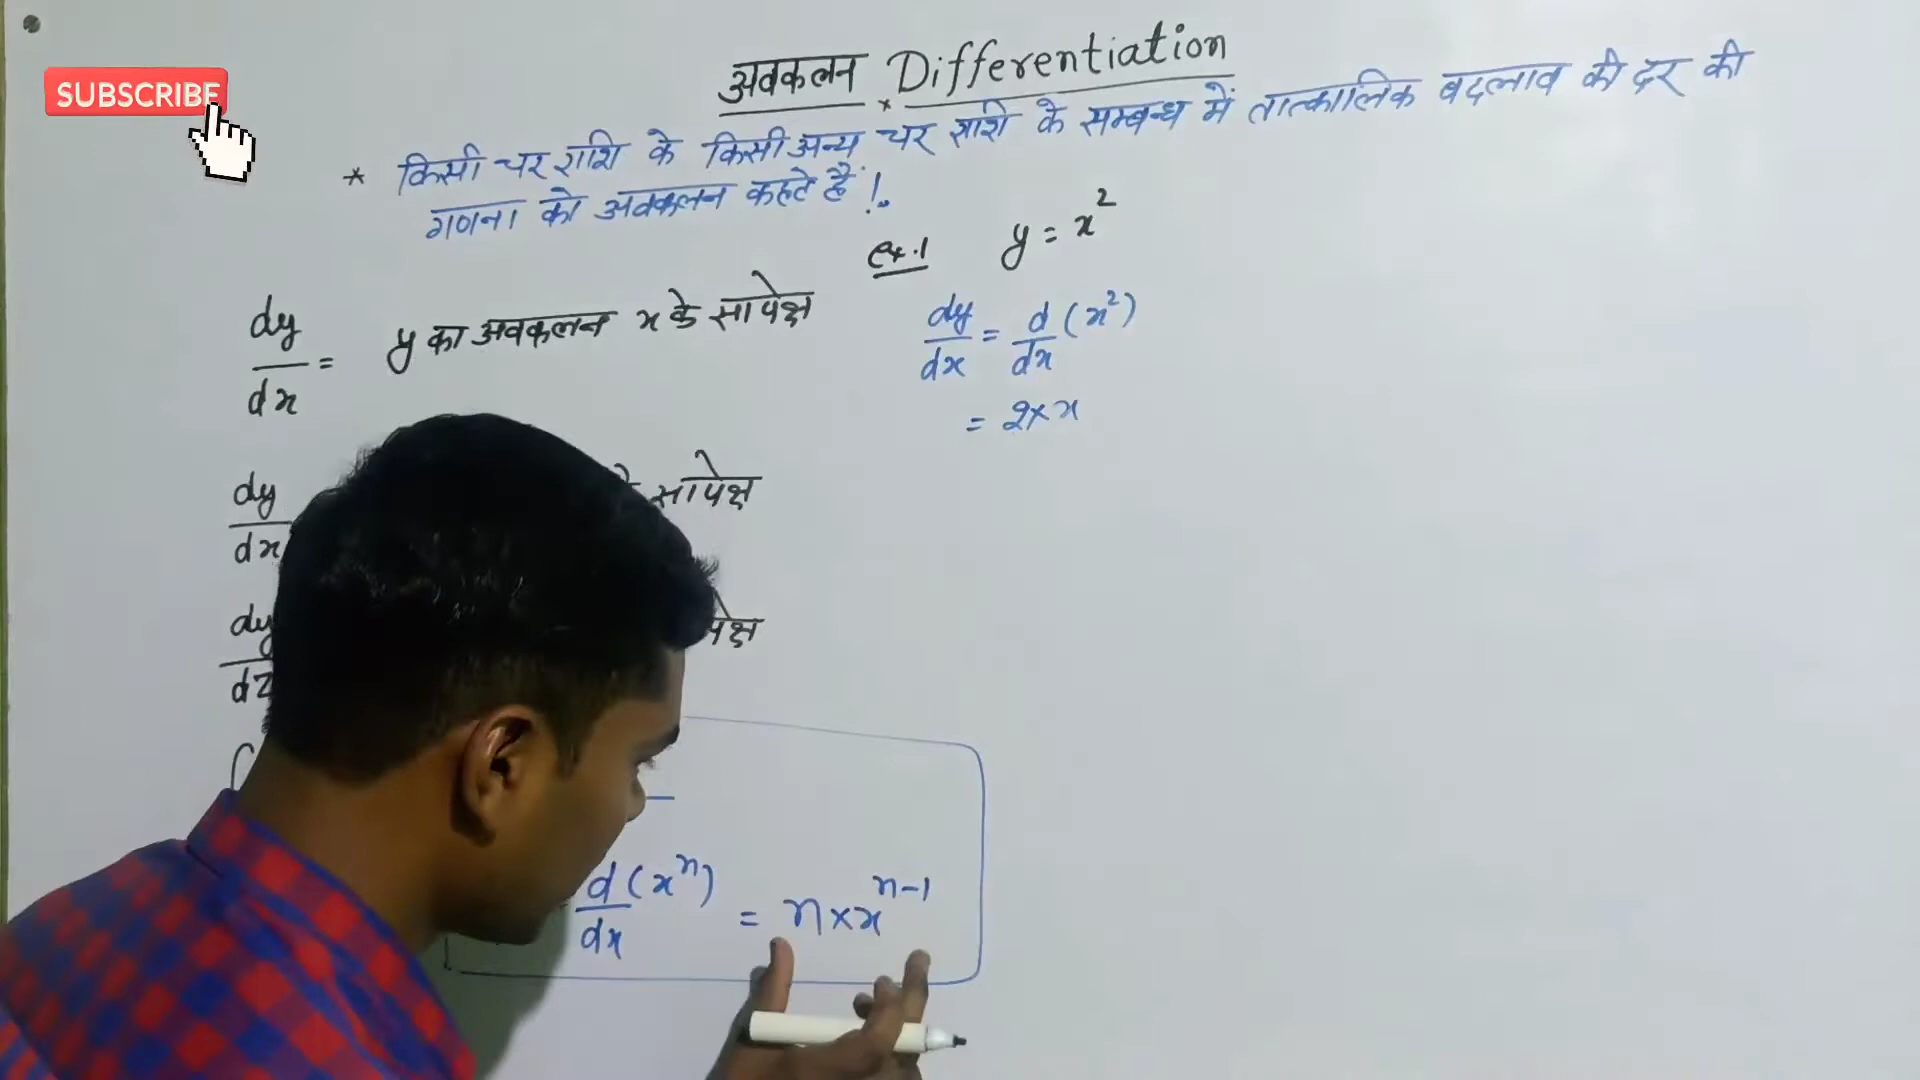 SUBSCRIBE
अवकलन Differentiation
* किसी चर राशि के किसी अन्य चर राशि के सम्बन्ध में तात्कालिक बदलाव की दर की
गणना को अवकलन कहते हैं।
ex.1 y = x²
dy/dx = y का अवकलन x के सापेक्ष
dy/dx = d/dx (x²)
= 2×x
dy/dx सापेक्ष
dy/dz
d/dx (xⁿ) = n×xⁿ⁻¹